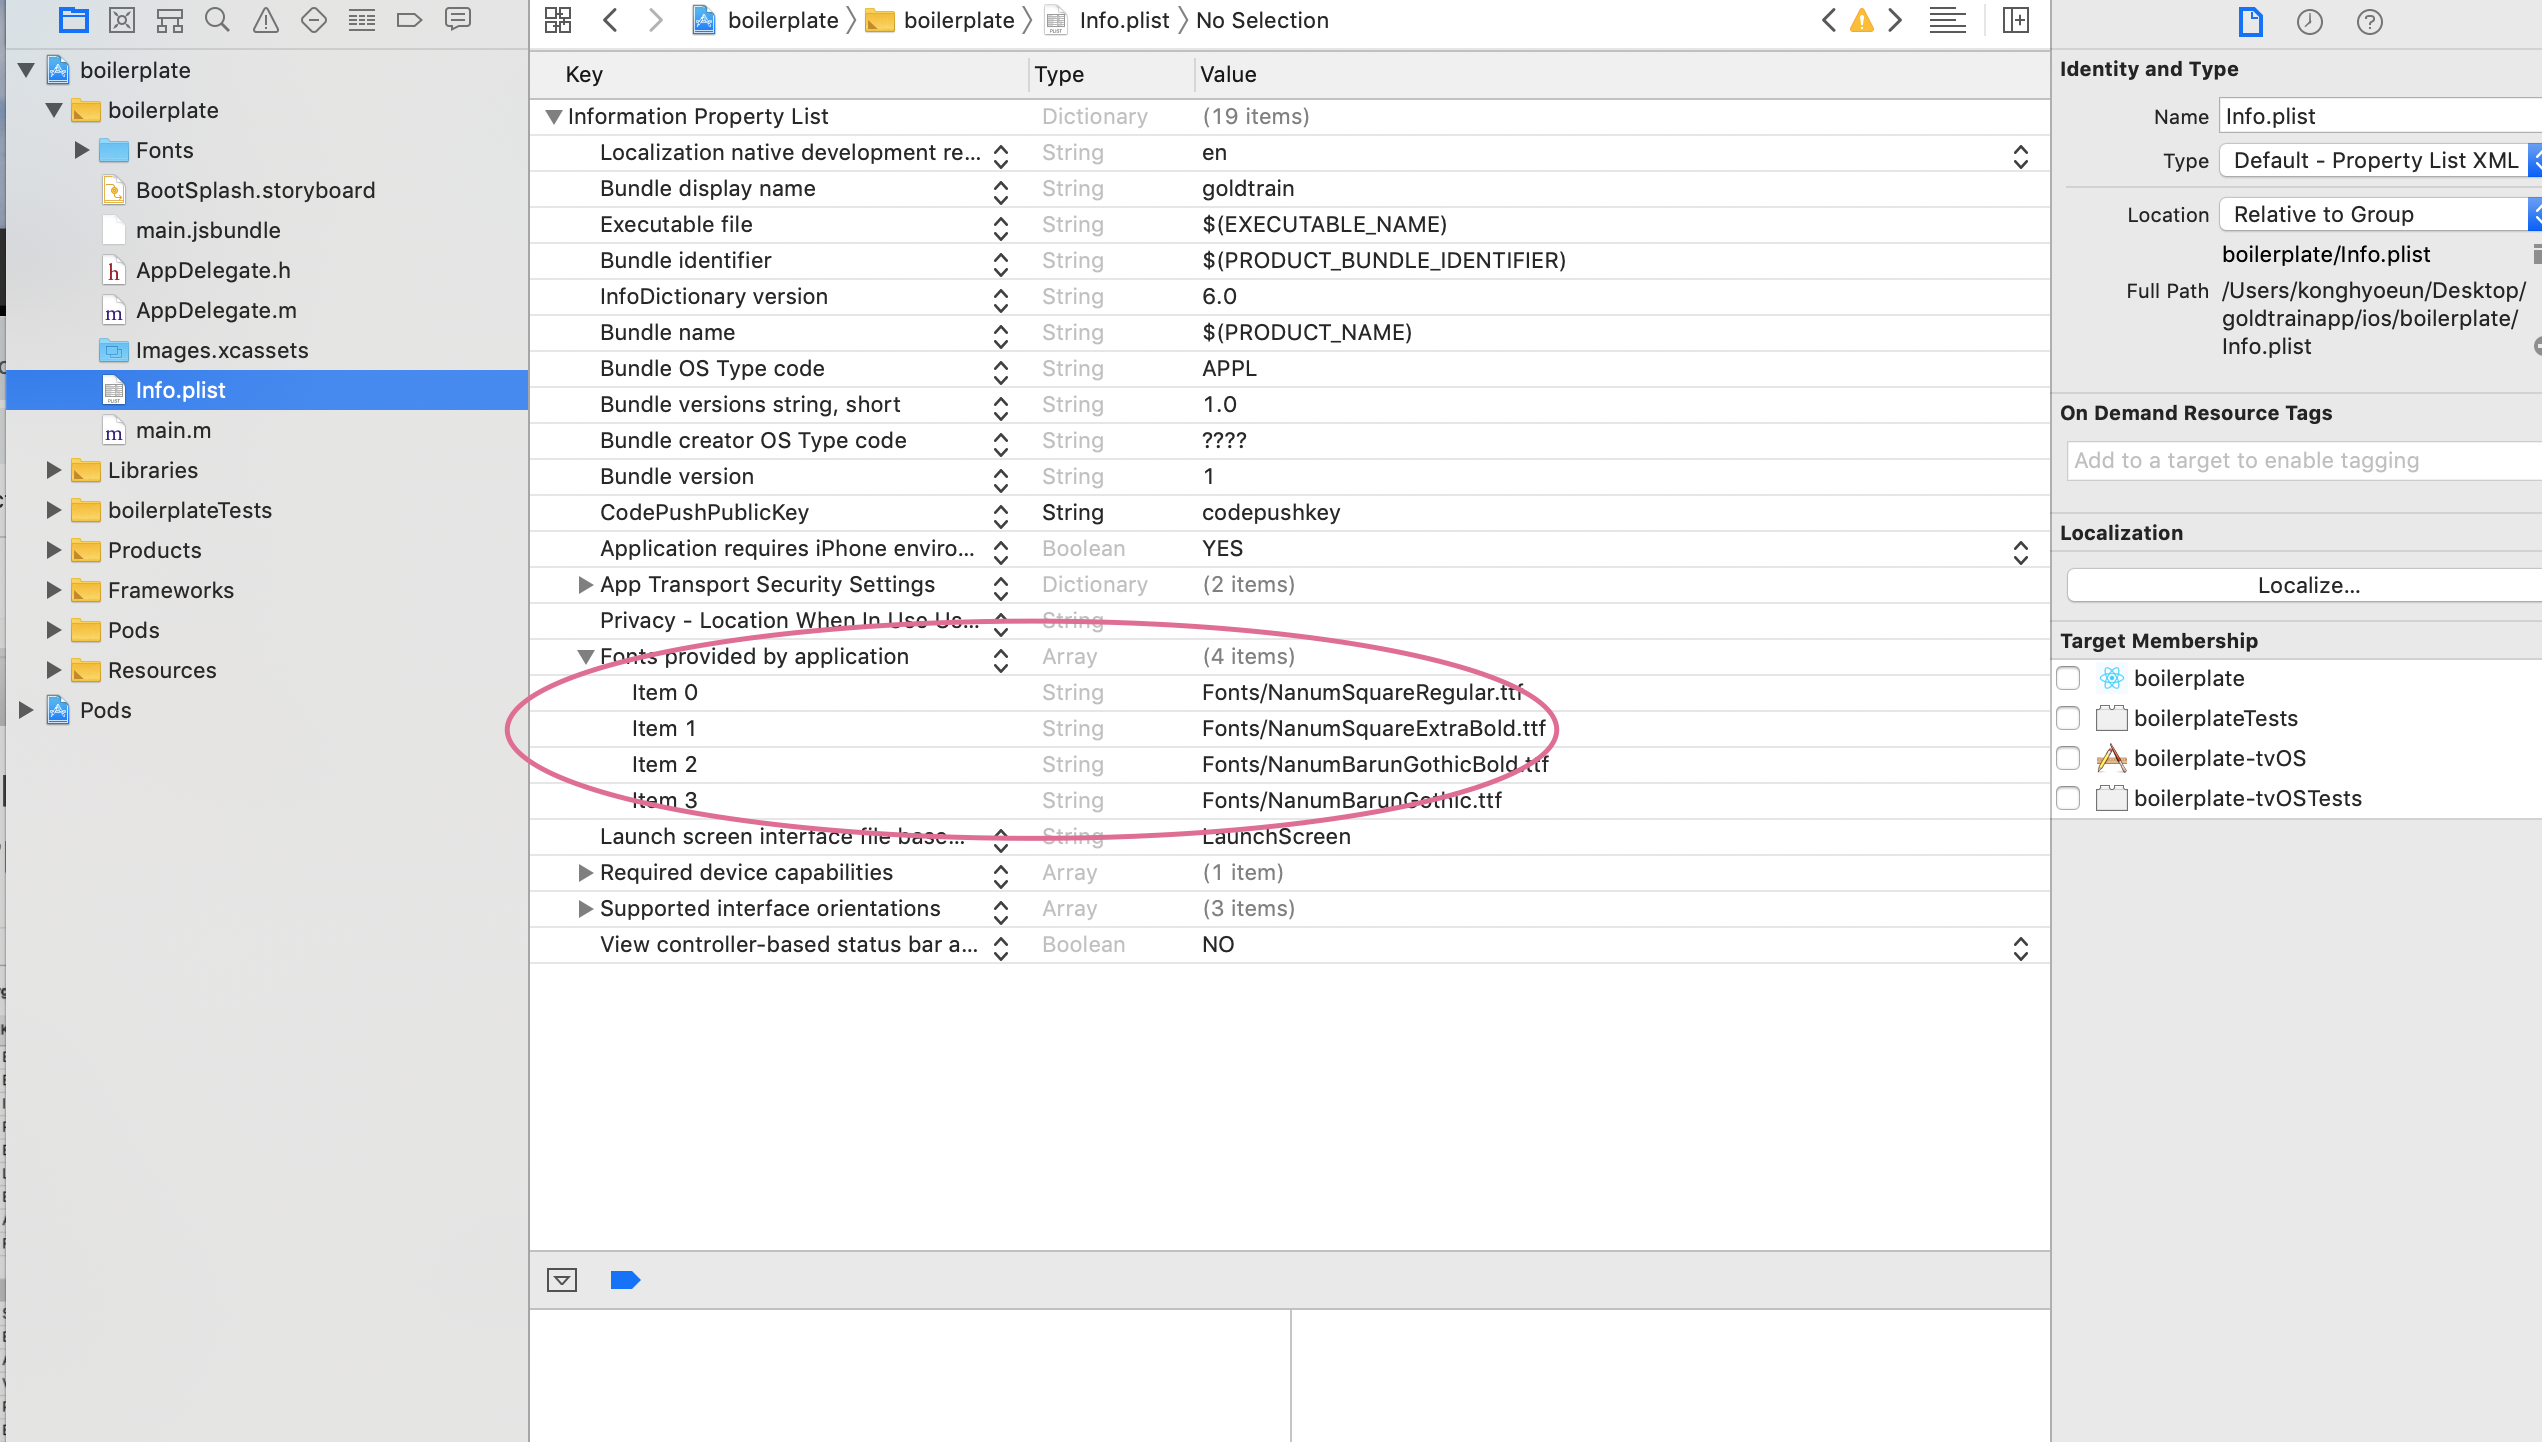 boilerplate
boilerplate
Fonts
BootSplash.storyboard
main.jsbundle
AppDelegate.h
AppDelegate.m
Images.xcassets
Info.plist
main.m
Libraries
boilerplateTests
Products
Frameworks
Pods
Resources
Pods
boilerplate boilerplate Info.plist No Selection
Key Type Value
Information Property List Dictionary (19 items)
Localization native development re... String en
Bundle display name String goldtrain
Executable file String $(EXECUTABLE_NAME)
Bundle identifier String $(PRODUCT_BUNDLE_IDENTIFIER)
InfoDictionary version String 6.0
Bundle name String $(PRODUCT_NAME)
Bundle OS Type code String APPL
Bundle versions string, short String 1.0
Bundle creator OS Type code String ????
Bundle version String 1
CodePushPublicKey String codepushkey
Application requires iPhone enviro... Boolean YES
App Transport Security Settings Dictionary (2 items)
Privacy - Location When In Use Us... String
Fonts provided by application Array (4 items)
Item 0 String Fonts/NanumSquareRegular.ttf
Item 1 String Fonts/NanumSquareExtraBold.ttf
Item 2 String Fonts/NanumBarunGothicBold.ttf
Item 3 String Fonts/NanumBarunGothic.ttf
Launch screen interface file base... String LaunchScreen
Required device capabilities Array (1 item)
Supported interface orientations Array (3 items)
View controller-based status bar a... Boolean NO
Identity and Type
Name Info.plist
Type Default - Property List XML
Location Relative to Group
boilerplate/Info.plist
Full Path /Users/konghyoeun/Desktop/
goldtrainapp/ios/boilerplate/
Info.plist
On Demand Resource Tags
Add to a target to enable tagging
Localization
Localize...
Target Membership
boilerplate
boilerplateTests
boilerplate-tvOS
boilerplate-tvOSTests